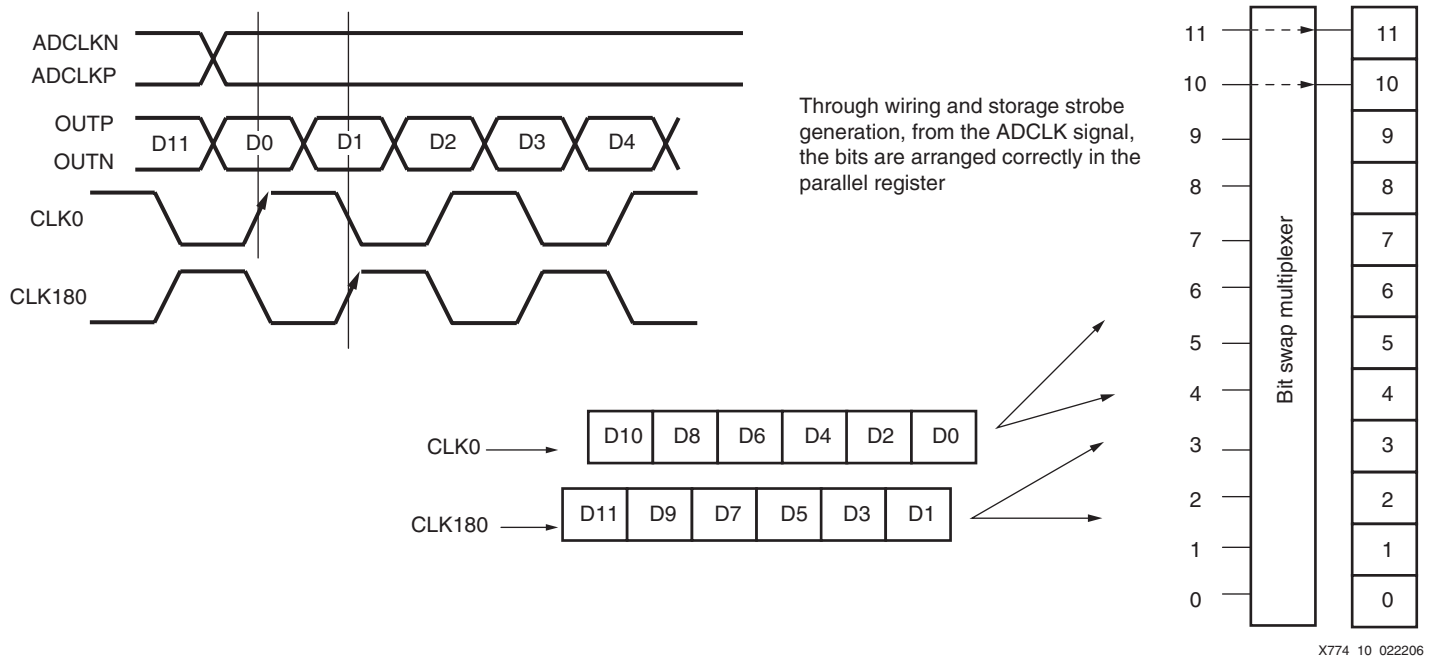 ADCLKN
ADCLKP
OUTP
OUTN
D11 D0 D1 D2 D3 D4
CLK0
CLK180
Through wiring and storage strobe
generation, from the ADCLK signal,
the bits are arranged correctly in the
parallel register
CLK0
D10 D8 D6 D4 D2 D0
CLK180
D11 D9 D7 D5 D3 D1
11
10
9
8
7
6
5
4
3
2
1
0
Bit swap multiplexer
11
10
9
8
7
6
5
4
3
2
1
0
X774_10_022206